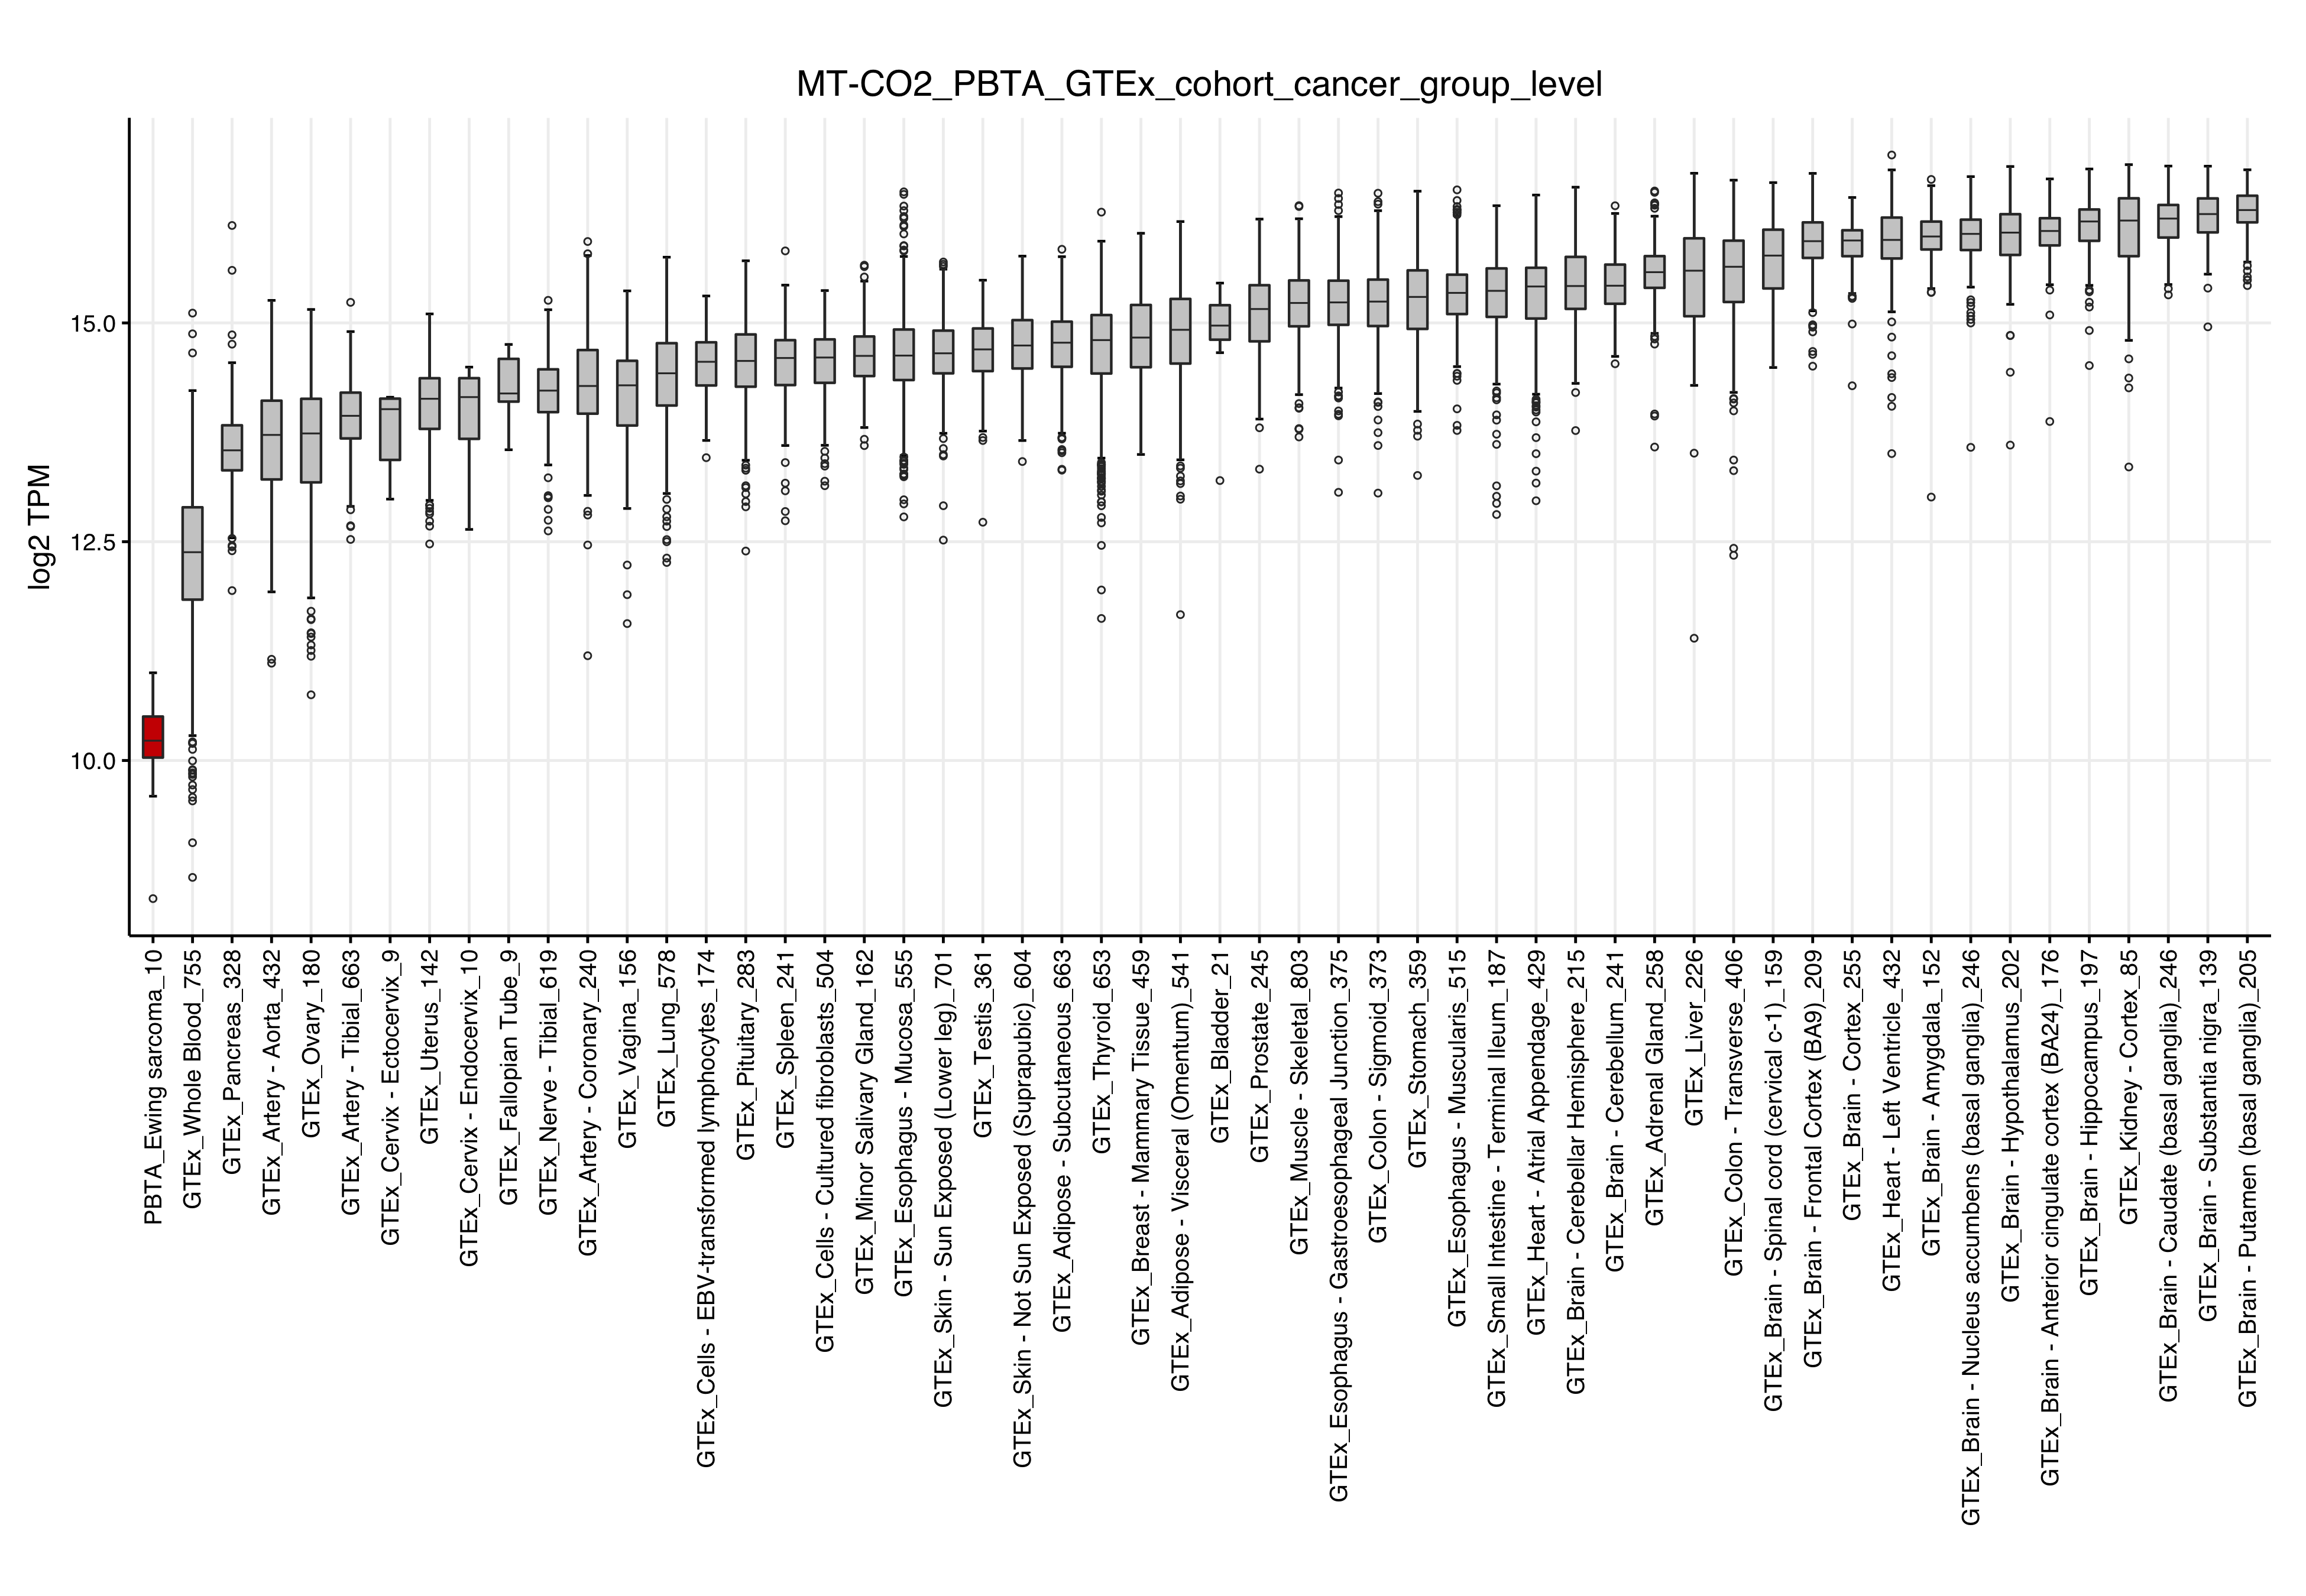 MT-CO2_PBTA_GTEx_cohort_cancer_group_level
log2 TPM
15.0
12.5
10.0
PBTA_Ewing sarcoma_10
GTEx_Whole Blood_755
GTEx_Pancreas_328
GTEx_Artery - Aorta_432
GTEx_Ovary_180
GTEx_Artery - Tibial_663
GTEx_Cervix - Ectocervix_9
GTEx_Uterus_142
GTEx_Cervix - Endocervix_10
GTEx_Fallopian Tube_9
GTEx_Nerve - Tibial_619
GTEx_Artery - Coronary_240
GTEx_Vagina_156
GTEx_Lung_578
GTEx_Cells - EBV-transformed lymphocytes_174
GTEx_Pituitary_283
GTEx_Spleen_241
GTEx_Cells - Cultured fibroblasts_504
GTEx_Minor Salivary Gland_162
GTEx_Esophagus - Mucosa_555
GTEx_Skin - Sun Exposed (Lower leg)_701
GTEx_Testis_361
GTEx_Skin - Not Sun Exposed (Suprapubic)_604
GTEx_Adipose - Subcutaneous_663
GTEx_Thyroid_653
GTEx_Breast - Mammary Tissue_459
GTEx_Adipose - Visceral (Omentum)_541
GTEx_Bladder_21
GTEx_Prostate_245
GTEx_Muscle - Skeletal_803
GTEx_Esophagus - Gastroesophageal Junction_375
GTEx_Colon - Sigmoid_373
GTEx_Stomach_359
GTEx_Esophagus - Muscularis_515
GTEx_Small Intestine - Terminal Ileum_187
GTEx_Heart - Atrial Appendage_429
GTEx_Brain - Cerebellar Hemisphere_215
GTEx_Brain - Cerebellum_241
GTEx_Adrenal Gland_258
GTEx_Liver_226
GTEx_Colon - Transverse_406
GTEx_Brain - Spinal cord (cervical c-1)_159
GTEx_Brain - Frontal Cortex (BA9)_209
GTEx_Brain - Cortex_255
GTEx_Heart - Left Ventricle_432
GTEx_Brain - Amygdala_152
GTEx_Brain - Nucleus accumbens (basal ganglia)_246
GTEx_Brain - Hypothalamus_202
GTEx_Brain - Anterior cingulate cortex (BA24)_176
GTEx_Brain - Hippocampus_197
GTEx_Kidney - Cortex_85
GTEx_Brain - Caudate (basal ganglia)_246
GTEx_Brain - Substantia nigra_139
GTEx_Brain - Putamen (basal ganglia)_205